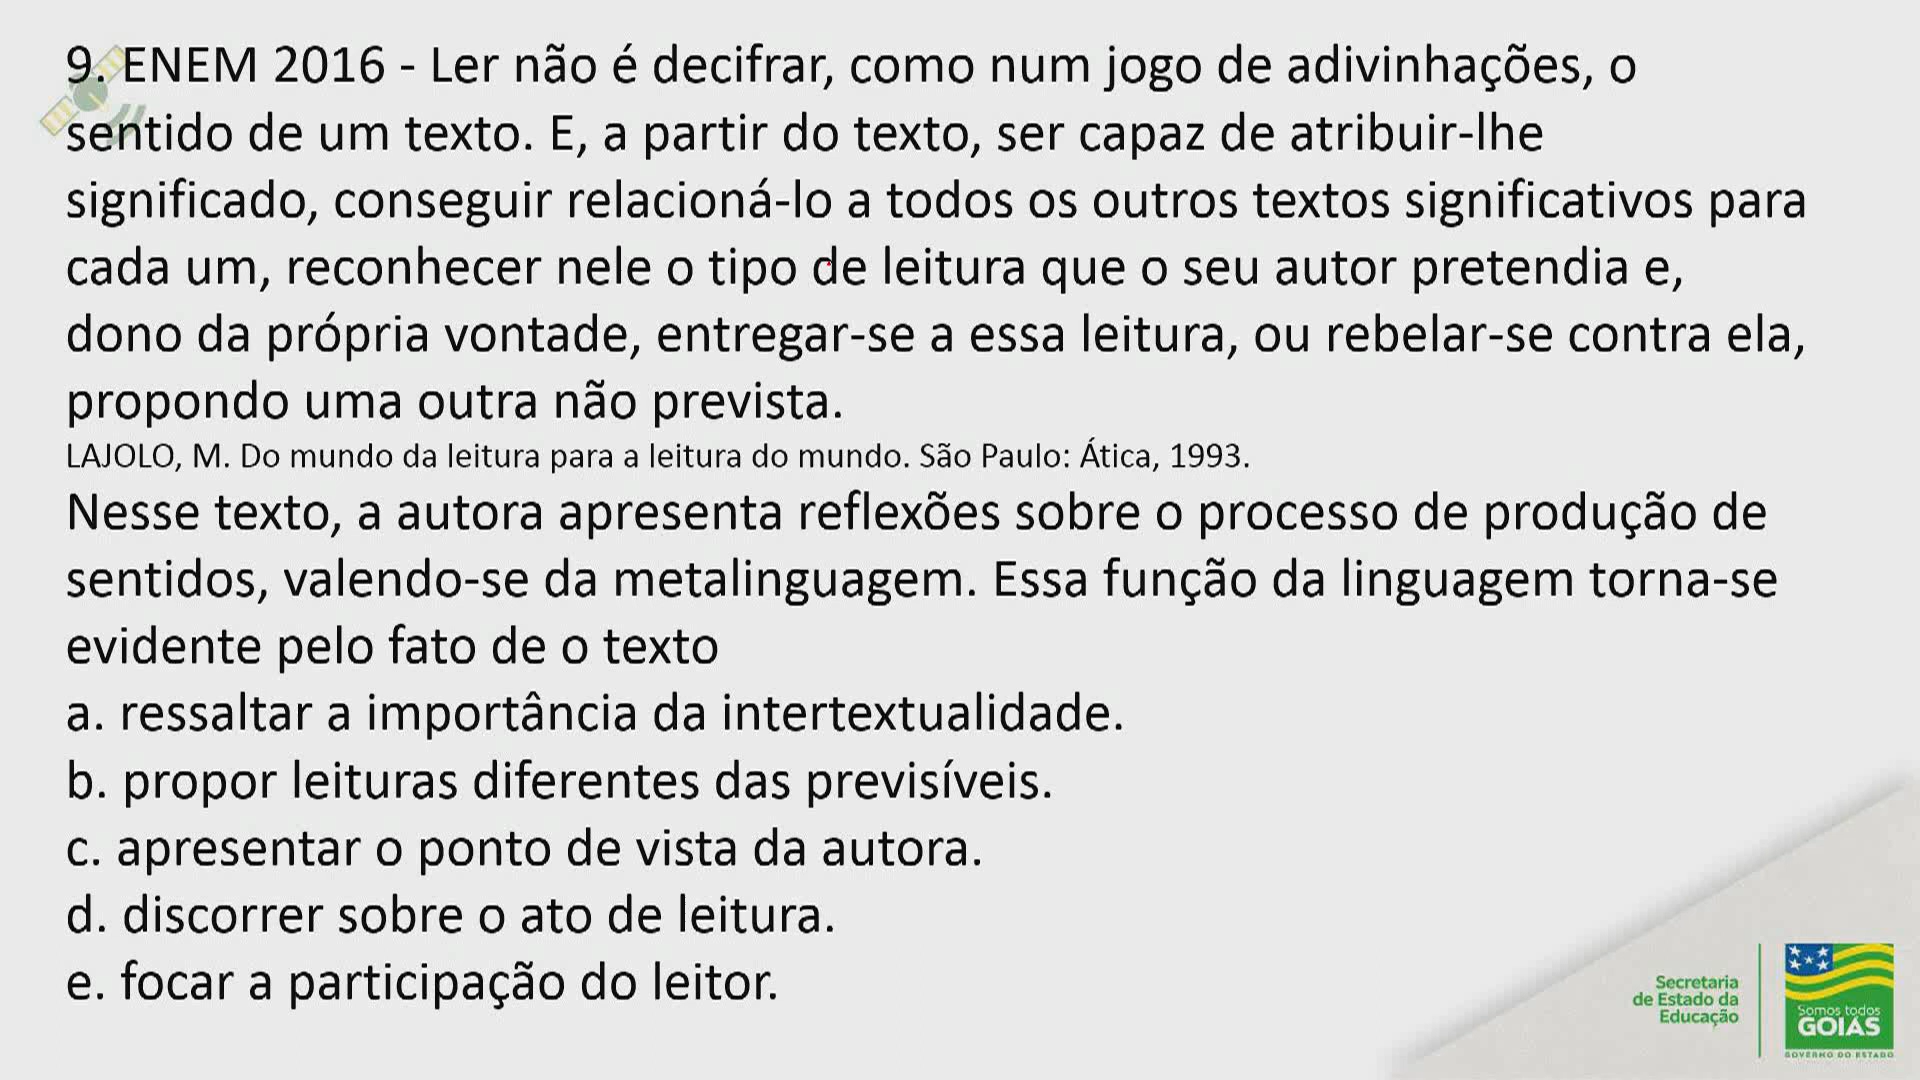 9. ENEM 2016 - Ler não é decifrar, como num jogo de adivinhações, o
sentido de um texto. E, a partir do texto, ser capaz de atribuir-lhe
significado, conseguir relacioná-lo a todos os outros textos significativos para
cada um, reconhecer nele o tipo de leitura que o seu autor pretendia e,
dono da própria vontade, entregar-se a essa leitura, ou rebelar-se contra ela,
propondo uma outra não prevista.
LAJOLO, M. Do mundo da leitura para a leitura do mundo. São Paulo: Ática, 1993.
Nesse texto, a autora apresenta reflexões sobre o processo de produção de
sentidos, valendo-se da metalinguagem. Essa função da linguagem torna-se
evidente pelo fato de o texto
a. ressaltar a importância da intertextualidade.
b. propor leituras diferentes das previsíveis.
c. apresentar o ponto de vista da autora.
d. discorrer sobre o ato de leitura.
e. focar a participação do leitor.
Secretaria
de Estado da
Educação
Somos todos
GOIÁS
GOVERNO DO ESTADO